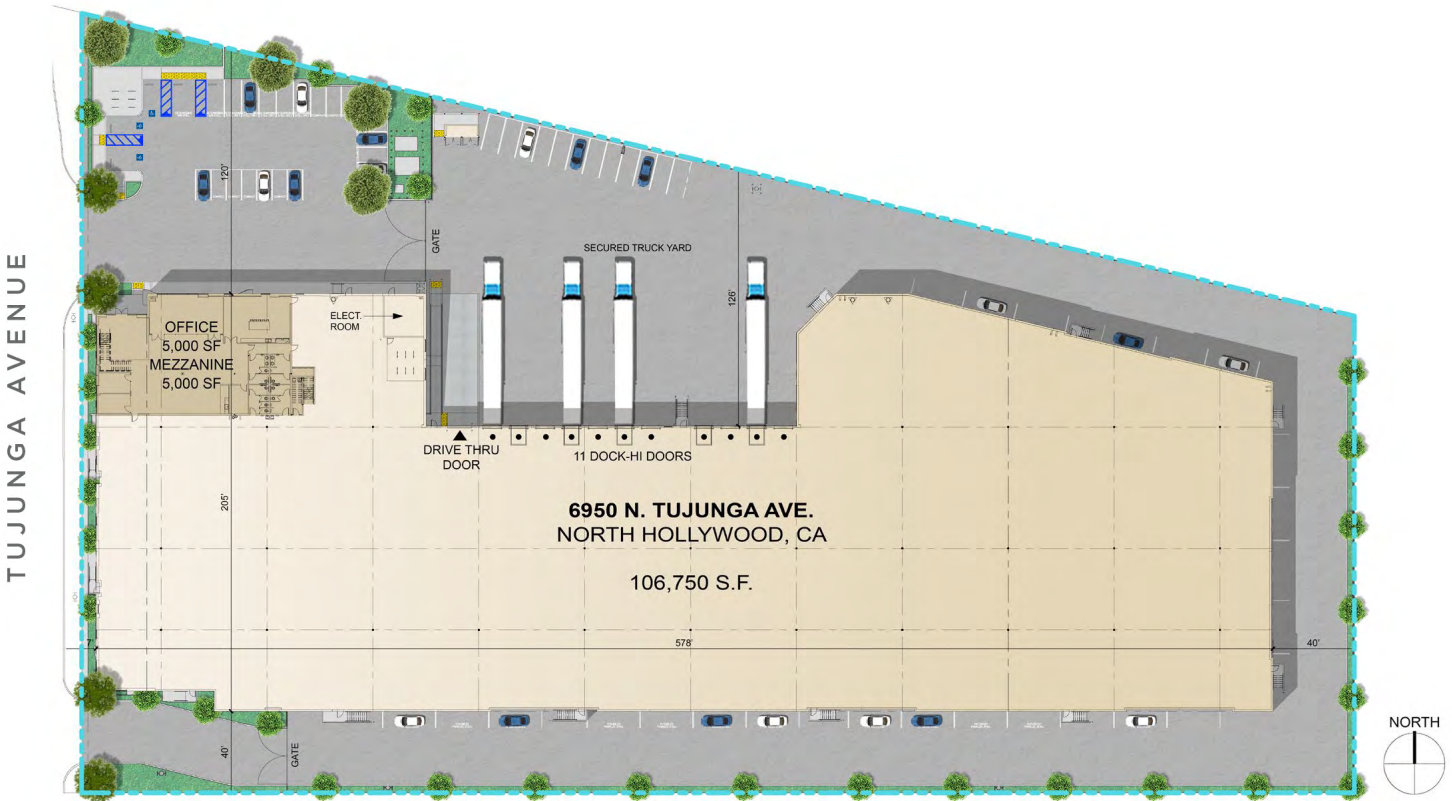 TUJUNGA AVENUE
120'
GATE
SECURED TRUCK YARD
126'
OFFICE
5,000 SF
MEZZANINE
5,000 SF
ELECT.
ROOM
DRIVE THRU
DOOR
11 DOCK-HI DOORS
205'
6950 N. TUJUNGA AVE.
NORTH HOLLYWOOD, CA
106,750 S.F.
7'
578'
40'
40'
GATE
NORTH